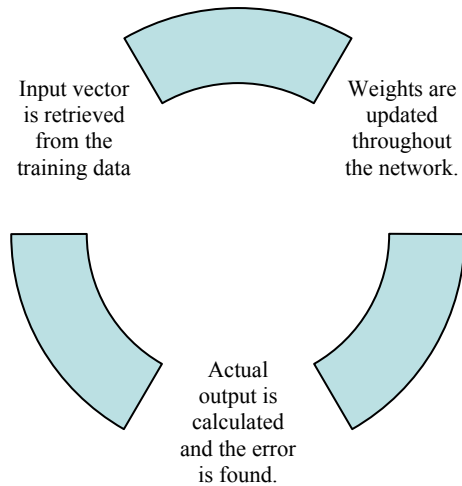 Input vector
is retrieved
from the
training data
Weights are
updated
throughout
the network.
Actual
output is
calculated
and the error
is found.